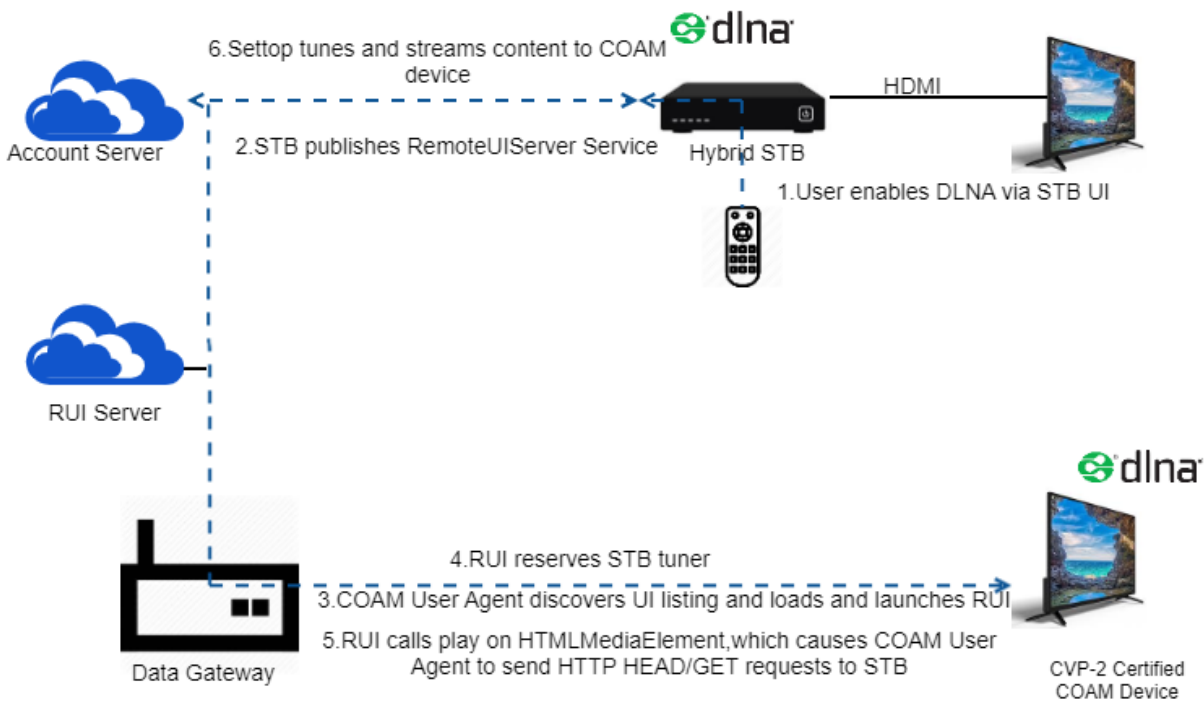 dlna
6.Settop tunes and streams content to COAM
device
HDMI
Account Server
2.STB publishes RemoteUIServer Service
Hybrid STB
1.User enables DLNA via STB UI
RUI Server
dlna
4.RUI reserves STB tuner
3.COAM User Agent discovers UI listing and loads and launches RUI
5.RUI calls play on HTMLMediaElement,which causes COAM User
Agent to send HTTP HEAD/GET requests to STB
Data Gateway
CVP-2 Certified
COAM Device